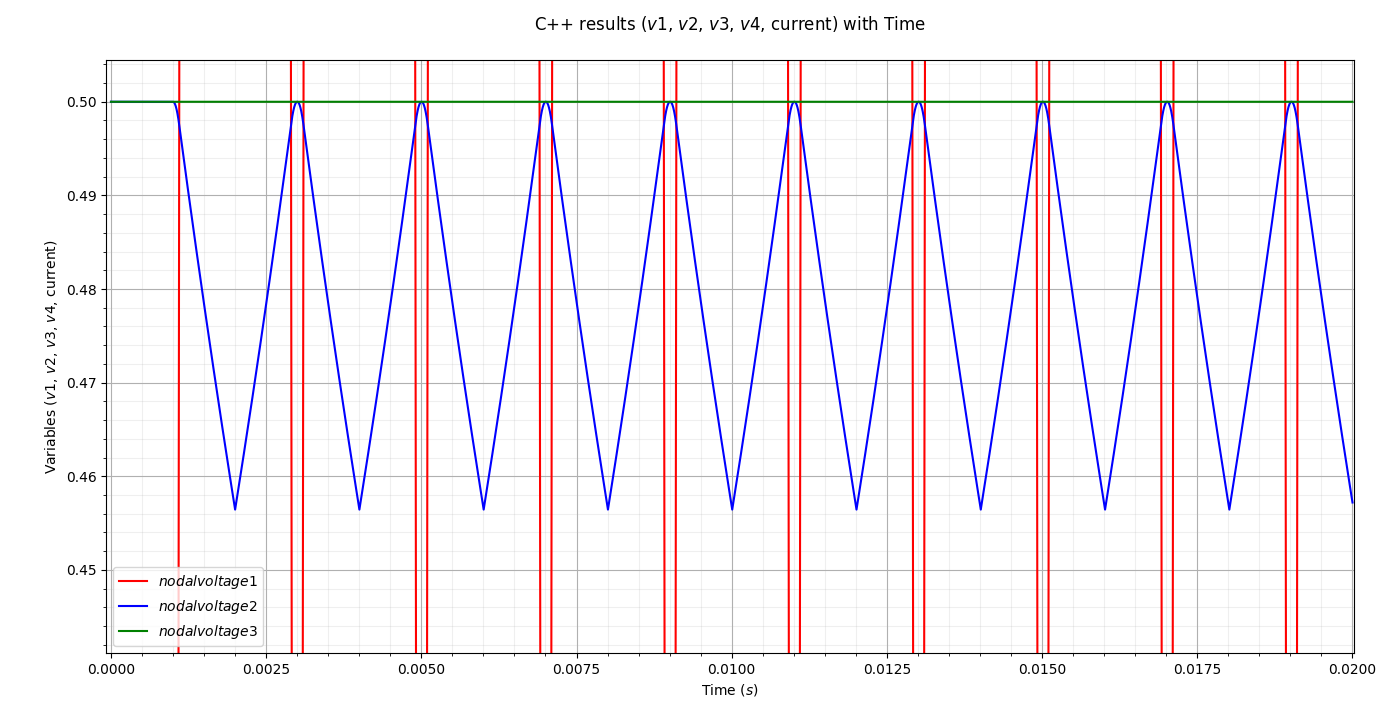 C++ results (v1, v2, v3, v4, current) with Time
Variables (v1, v2, v3, v4, current)
0.50
0.49
0.48
0.47
0.46
0.45
nodalvoltage1
nodalvoltage2
nodalvoltage3
0.0000 0.0025 0.0050 0.0075 0.0100 0.0125 0.0150 0.0175 0.0200
Time (s)